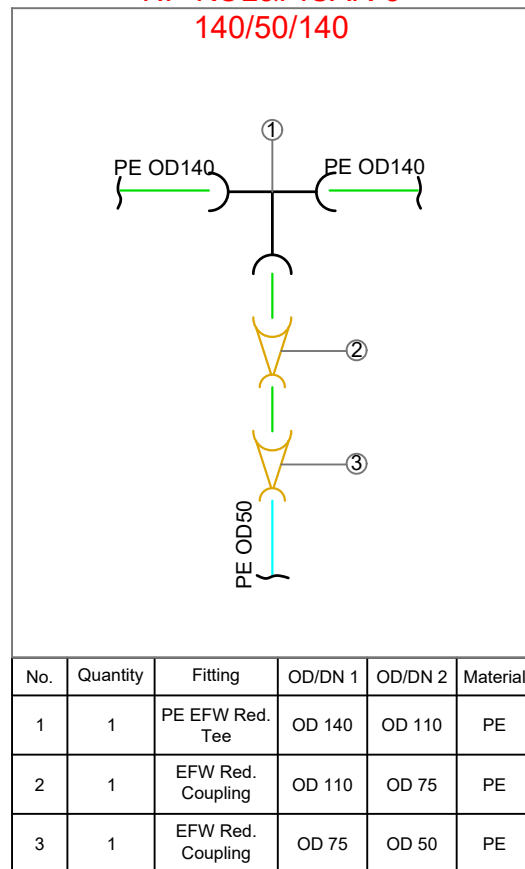 140/50/140
1
PE OD140
PE OD140
2
3
PE OD50
No. Quantity Fitting OD/DN 1 OD/DN 2 Material
1 1 PE EFW Red. Tee OD 140 OD 110 PE
2 1 EFW Red. Coupling OD 110 OD 75 PE
3 1 EFW Red. Coupling OD 75 OD 50 PE